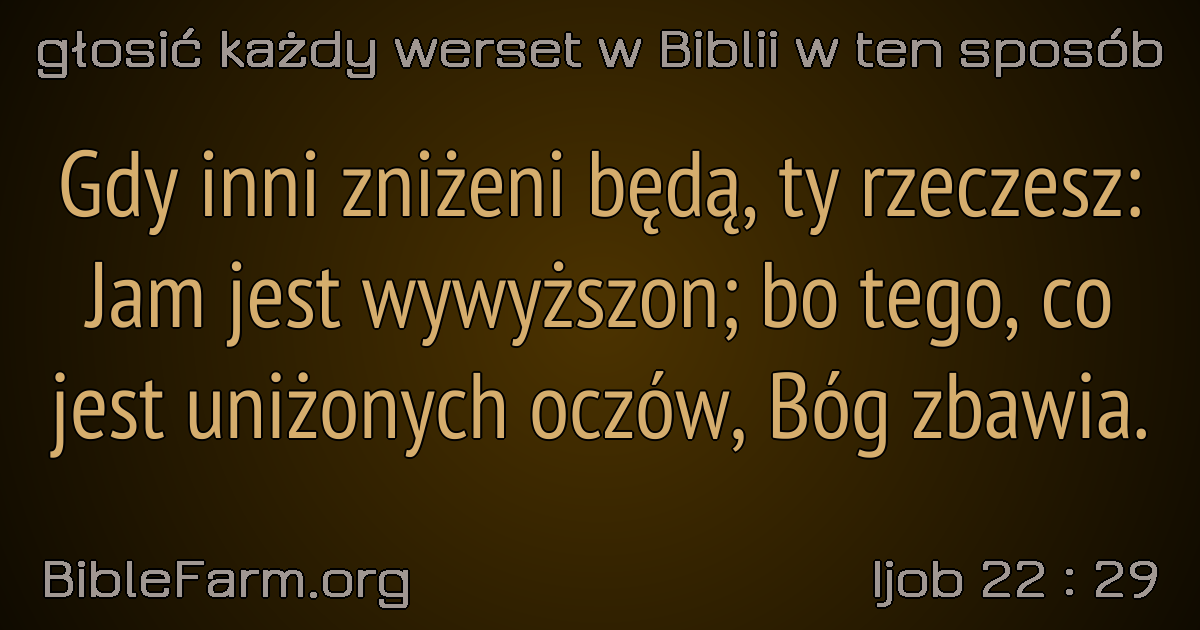 głosić każdy werset w Biblii w ten sposób
Gdy inni zniżeni będą, ty rzeczesz:
Jam jest wywyższon; bo tego, co
jest uniżonych oczów, Bóg zbawia.
BibleFarm.org
Ijob 22 : 29